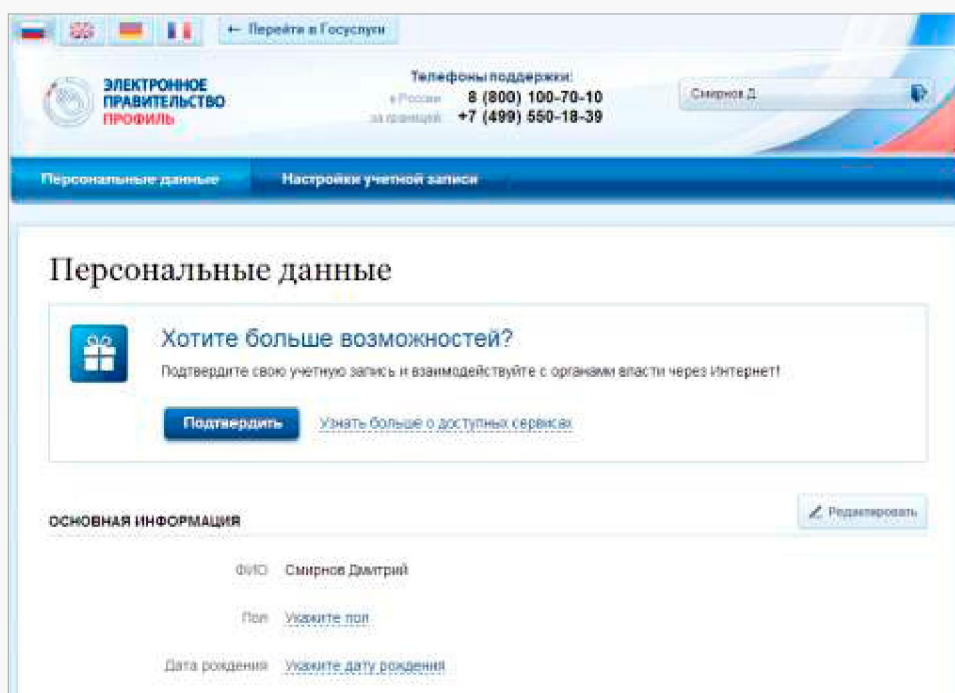 ← Перейти в Госуслуги
ЭЛЕКТРОННОЕ
ПРАВИТЕЛЬСТВО
ПРОФИЛЬ
Телефоны поддержки:
в России 8 (800) 100-70-10
за границей +7 (499) 550-18-39
Смирнов Д
Персональные данные Настройки учетной записи
Персональные данные
Хотите больше возможностей?
Подтвердите свою учетную запись и взаимодействуйте с органами власти через Интернет!
Подтвердить Узнать больше о доступных сервисах
ОСНОВНАЯ ИНФОРМАЦИЯ Редактировать
ФИО Смирнов Дмитрий
Пол Укажите пол
Дата рождения Укажите дату рождения